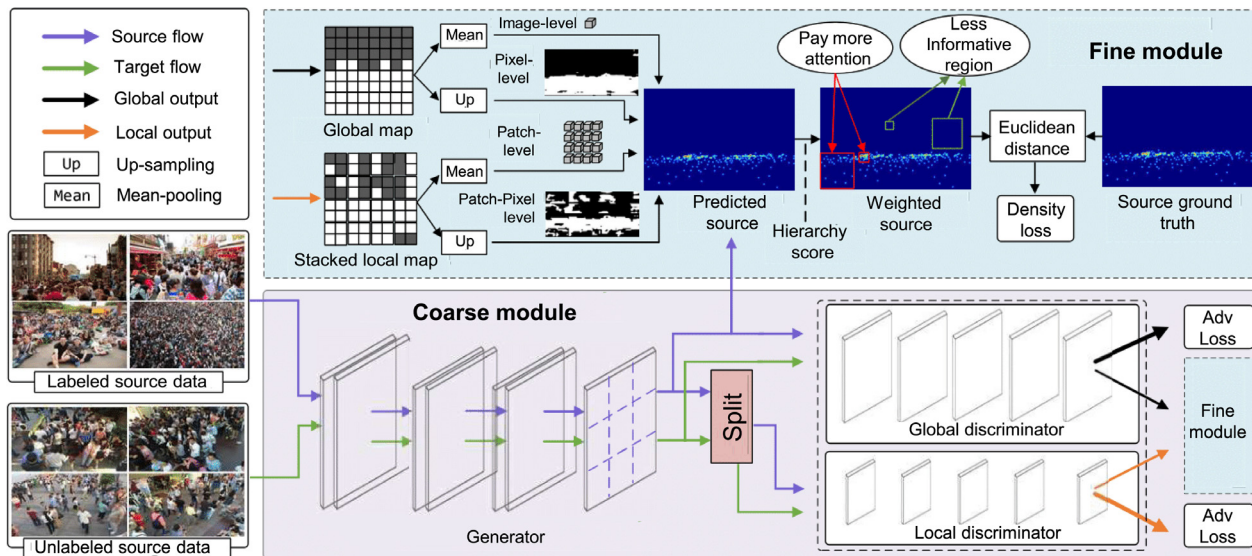 Source flow
Target flow
Global output
Local output
Up
Up-sampling
Mean
Mean-pooling
Labeled source data
Unlabeled source data
Fine module
Global map
Stacked local map
Mean
Up
Mean
Up
Image-level
Pixel-
level
Patch-
level
Patch-Pixel
level
Predicted
source
Hierarchy
score
Pay more
attention
Less
Informative
region
Weighted
source
Euclidean
distance
Density
loss
Source ground
truth
Coarse module
Generator
Split
Global discriminator
Local discriminator
Adv
Loss
Fine
module
Adv
Loss